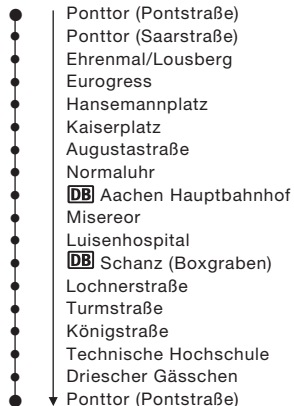 Ponttor (Pontstraße)
Ponttor (Saarstraße)
Ehrenmal/Lousberg
Eurogress
Hansemannplatz
Kaiserplatz
Augustastraße
Normaluhr
DB Aachen Hauptbahnhof
Misereor
Luisenhospital
DB Schanz (Boxgraben)
Lochnerstraße
Turmstraße
Königstraße
Technische Hochschule
Driescher Gässchen
Ponttor (Pontstraße)